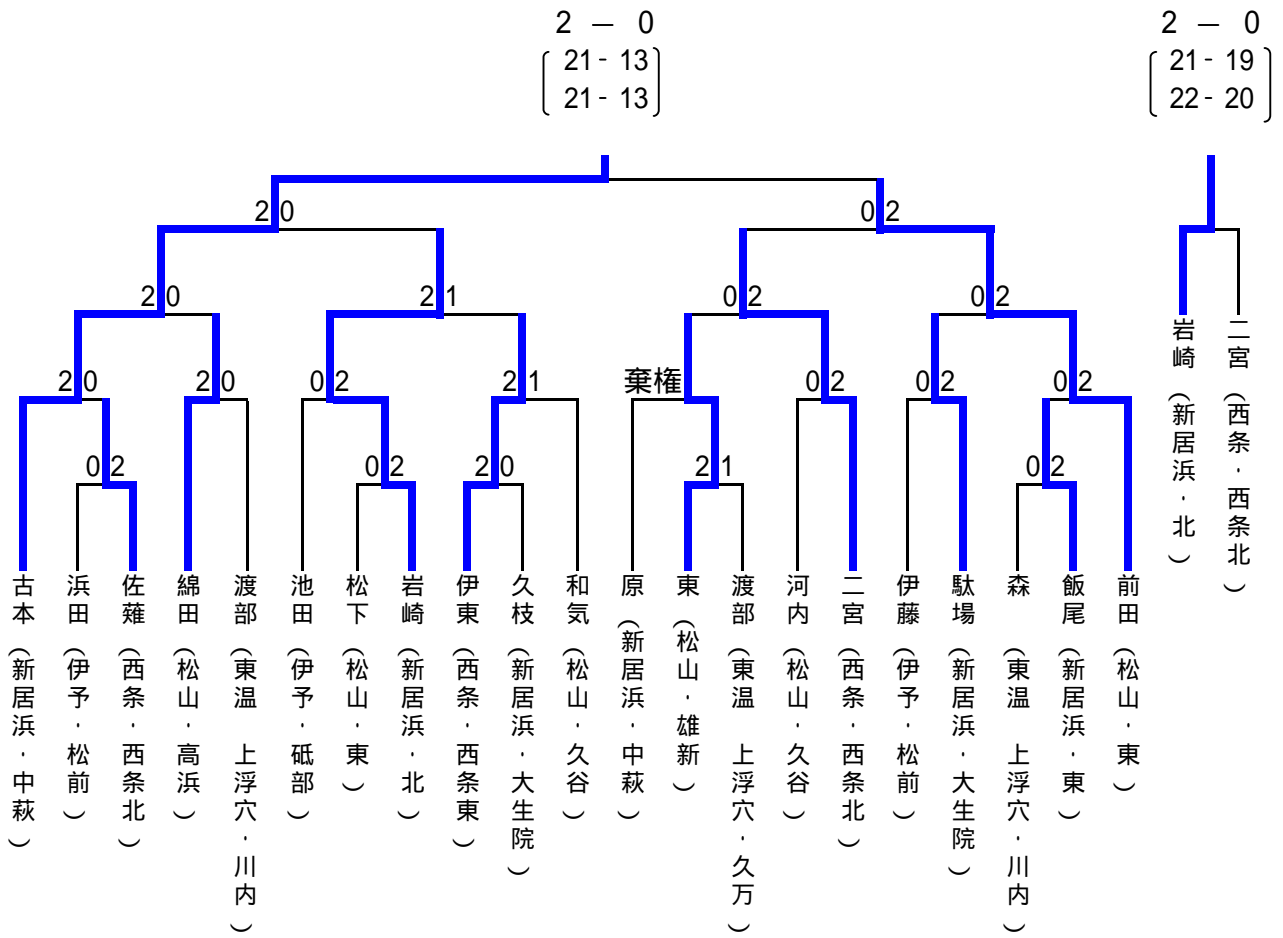 2 － 0
21 - 13
21 - 13
2 － 0
21 - 19
22 - 20
2 0
0 2
2 0
2 1
0 2
0 2
2 0
2 0
0 2
2 1
棄権
0 2
0 2
0 2
0 2
0 2
2 0
2 1
0 2
岩崎（新居浜・北）
二宮（西条・西条北）
古本（新居浜・中萩）
浜田（伊予・松前）
佐薙（西条・西条北）
綿田（松山・高浜）
渡部（東温　上浮穴・川内）
池田（伊予・砥部）
松下（松山・東）
岩崎（新居浜・北）
伊東（西条・西条東）
久枝（新居浜・大生院）
和気（松山・久谷）
原（新居浜・中萩）
東（松山・雄新）
渡部（東温　上浮穴・久万）
河内（松山・久谷）
二宮（西条・西条北）
伊藤（伊予・松前）
駄場（新居浜・大生院）
森　（東温　上浮穴・川内）
飯尾（新居浜・東）
前田（松山・東）